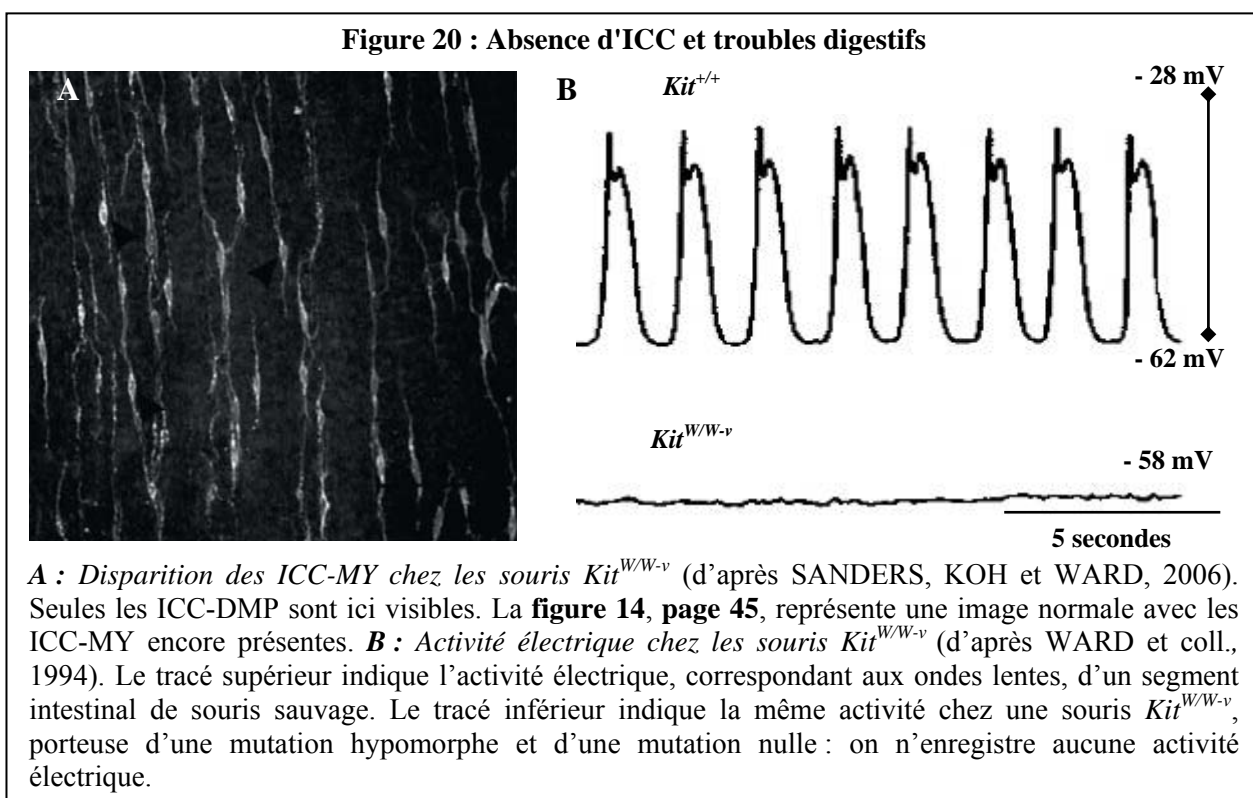 Figure 20 : Absence d'ICC et troubles digestifs
A
B
Kit+/+
- 28 mV
- 62 mV
KitW/W-v
- 58 mV
5 secondes
A : Disparition des ICC-MY chez les souris KitW/W-v (d’après SANDERS, KOH et WARD, 2006).
Seules les ICC-DMP sont ici visibles. La figure 14, page 45, représente une image normale avec les
ICC-MY encore présentes. B : Activité électrique chez les souris KitW/W-v (d’après WARD et coll.,
1994). Le tracé supérieur indique l’activité électrique, correspondant aux ondes lentes, d’un segment
intestinal de souris sauvage. Le tracé inférieur indique la même activité chez une souris KitW/W-v,
porteuse d’une mutation hypomorphe et d’une mutation nulle : on n’enregistre aucune activité
électrique.